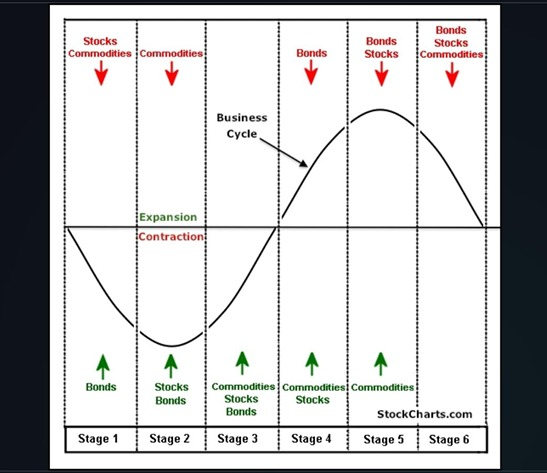 Stocks
Commodities
Commodities
Bonds
Bonds
Stocks
Bonds
Stocks
Commodities
Business
Cycle
Expansion
Contraction
Bonds
Stocks
Bonds
Commodities
Stocks
Bonds
Commodities
Stocks
Commodities
StockCharts.com
Stage 1
Stage 2
Stage 3
Stage 4
Stage 5
Stage 6